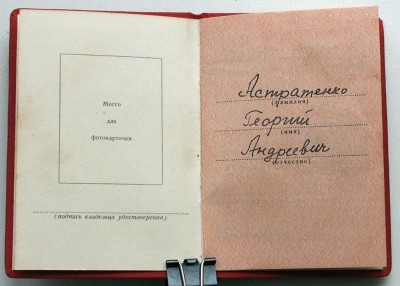 Место
для
фотокарточки
(подпись владельца удостоверения)
Астратенко
(фамилия)
Георгий
(имя)
Андреевич
(отчество)